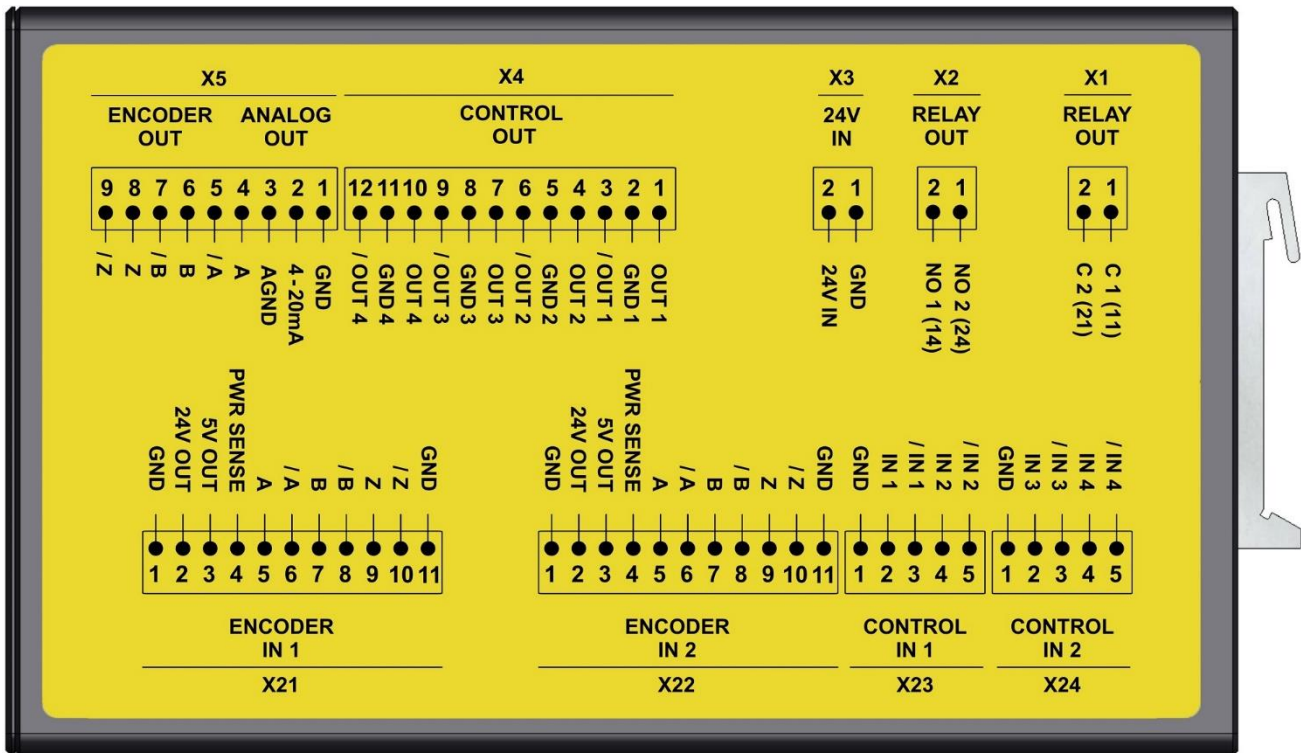 X5 X4 X3 X2 X1
ENCODER OUT ANALOG OUT CONTROL OUT 24V IN RELAY OUT RELAY OUT
9 8 7 6 5 4 3 2 1 12 11 10 9 8 7 6 5 4 3 2 1 2 1 2 1 2 1
/ Z
Z
/ B
B
/ A
A
AGND
4 - 20mA
GND
/ OUT 4
GND 4
OUT 4
/ OUT 3
GND 3
OUT 3
/ OUT 2
GND 2
OUT 2
/ OUT 1
GND 1
OUT 1
24V IN
GND
NO 1 (14)
NO 2 (24)
C 2 (21)
C 1 (11)
GND
24V OUT
5V OUT
PWR SENSE
A
/ A
B
/ B
Z
/ Z
GND
GND
24V OUT
5V OUT
PWR SENSE
A
/ A
B
/ B
Z
/ Z
GND
GND
IN 1
/ IN 1
IN 2
/ IN 2
GND
IN 3
/ IN 3
IN 4
/ IN 4
1 2 3 4 5 6 7 8 9 10 11 1 2 3 4 5 6 7 8 9 10 11 1 2 3 4 5 1 2 3 4 5
ENCODER IN 1 ENCODER IN 2 CONTROL IN 1 CONTROL IN 2
X21 X22 X23 X24